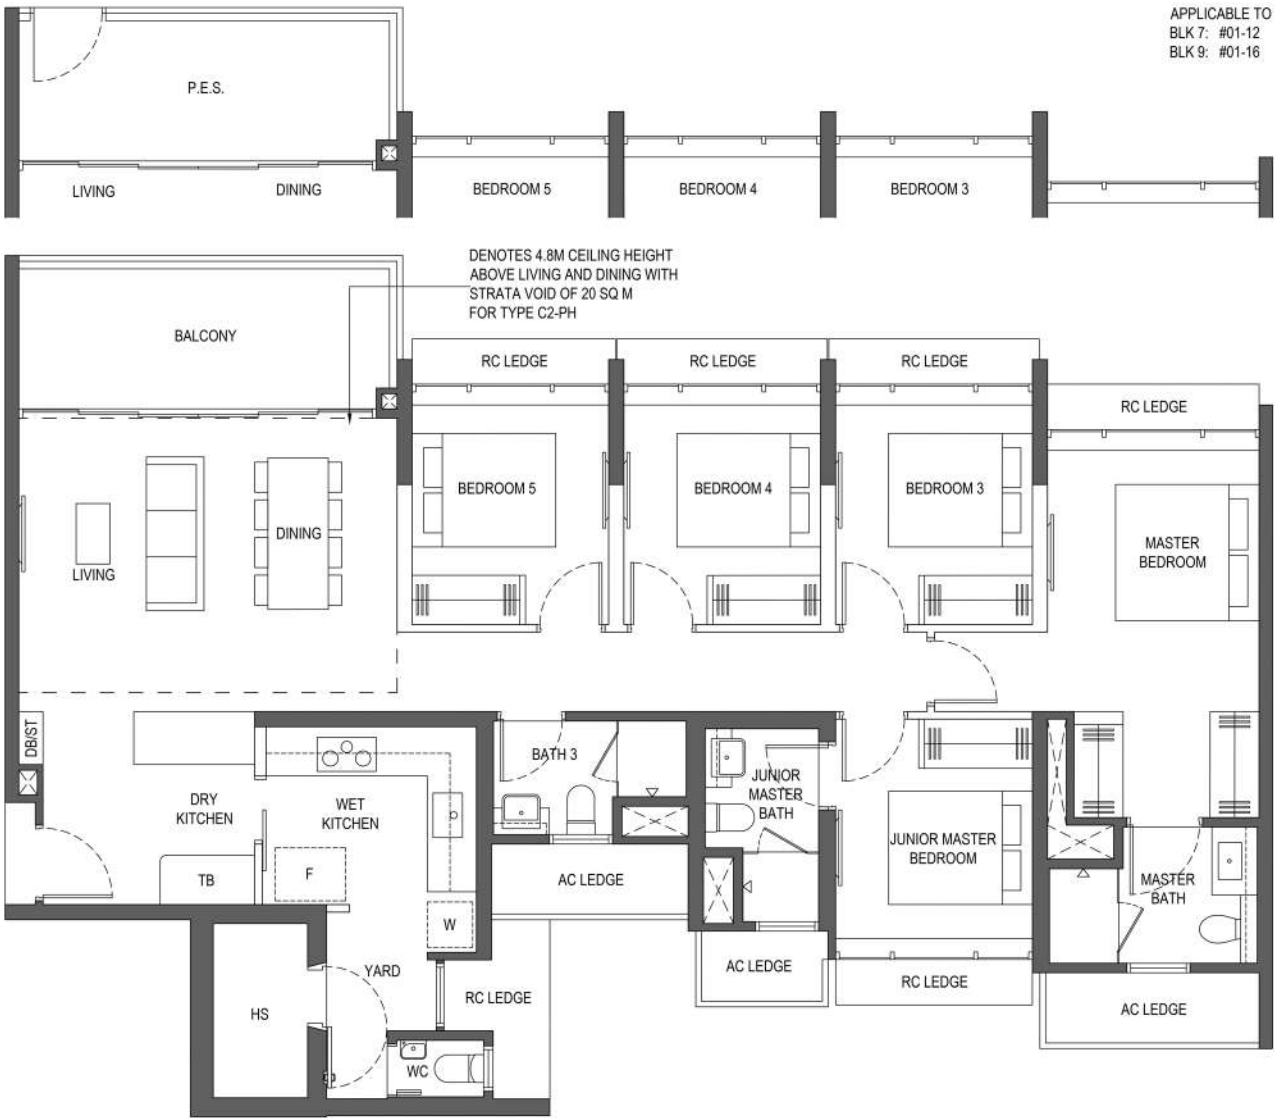 APPLICABLE TO
BLK 7: #01-12
BLK 9: #01-16
P.E.S.
LIVING
DINING
BEDROOM 5
BEDROOM 4
BEDROOM 3
DENOTES 4.8M CEILING HEIGHT
ABOVE LIVING AND DINING WITH
STRATA VOID OF 20 SQ M
FOR TYPE C2-PH
BALCONY
RC LEDGE
RC LEDGE
RC LEDGE
RC LEDGE
BEDROOM 5
BEDROOM 4
BEDROOM 3
DINING
LIVING
MASTER
BEDROOM
DB/ST
BATH 3
JUNIOR
MASTER
BATH
DRY
KITCHEN
WET
KITCHEN
JUNIOR MASTER
BEDROOM
TB
F
AC LEDGE
MASTER
BATH
W
YARD
AC LEDGE
RC LEDGE
RC LEDGE
HS
AC LEDGE
WC